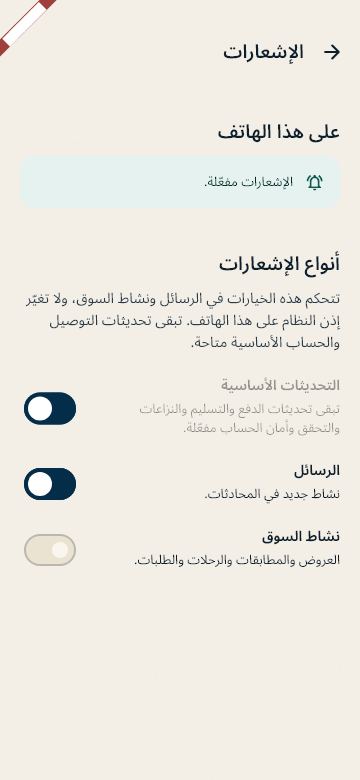 الإشعارات
على هذا الهاتف
الإشعارات مفعّلة.
أنواع الإشعارات
تتحكم هذه الخيارات في الرسائل ونشاط السوق، ولا تغيّر
إذن النظام على هذا الهاتف. تبقى تحديثات التوصيل
والحساب الأساسية متاحة.
التحديثات الأساسية
تبقى تحديثات الدفع والتسليم والنزاعات
والتحقق وأمان الحساب مفعّلة.
الرسائل
نشاط جديد في المحادثات.
نشاط السوق
العروض والمطابقات والرحلات والطلبات.